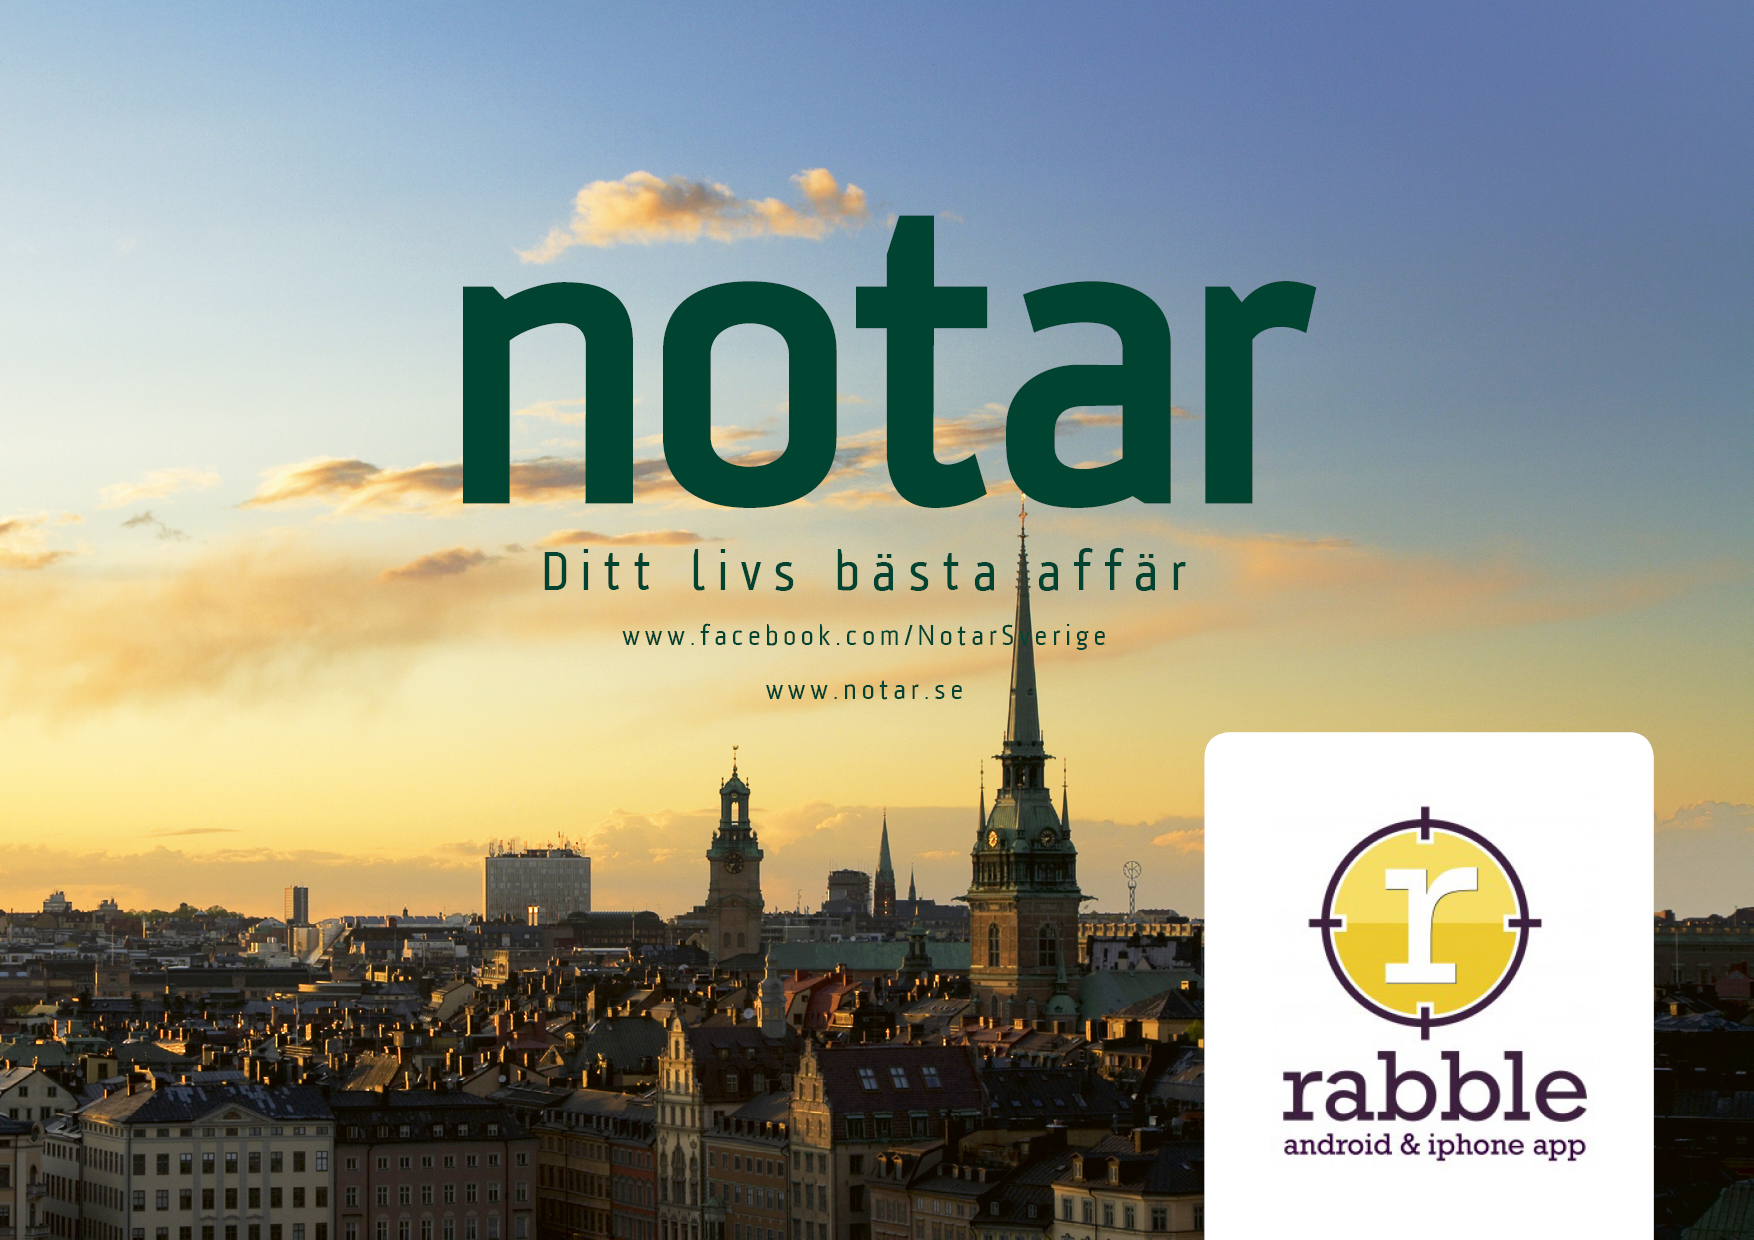 notar
Ditt livs bästa affär
www.facebook.com/NotarSverige
www.notar.se
r
rabble
android & iphone app